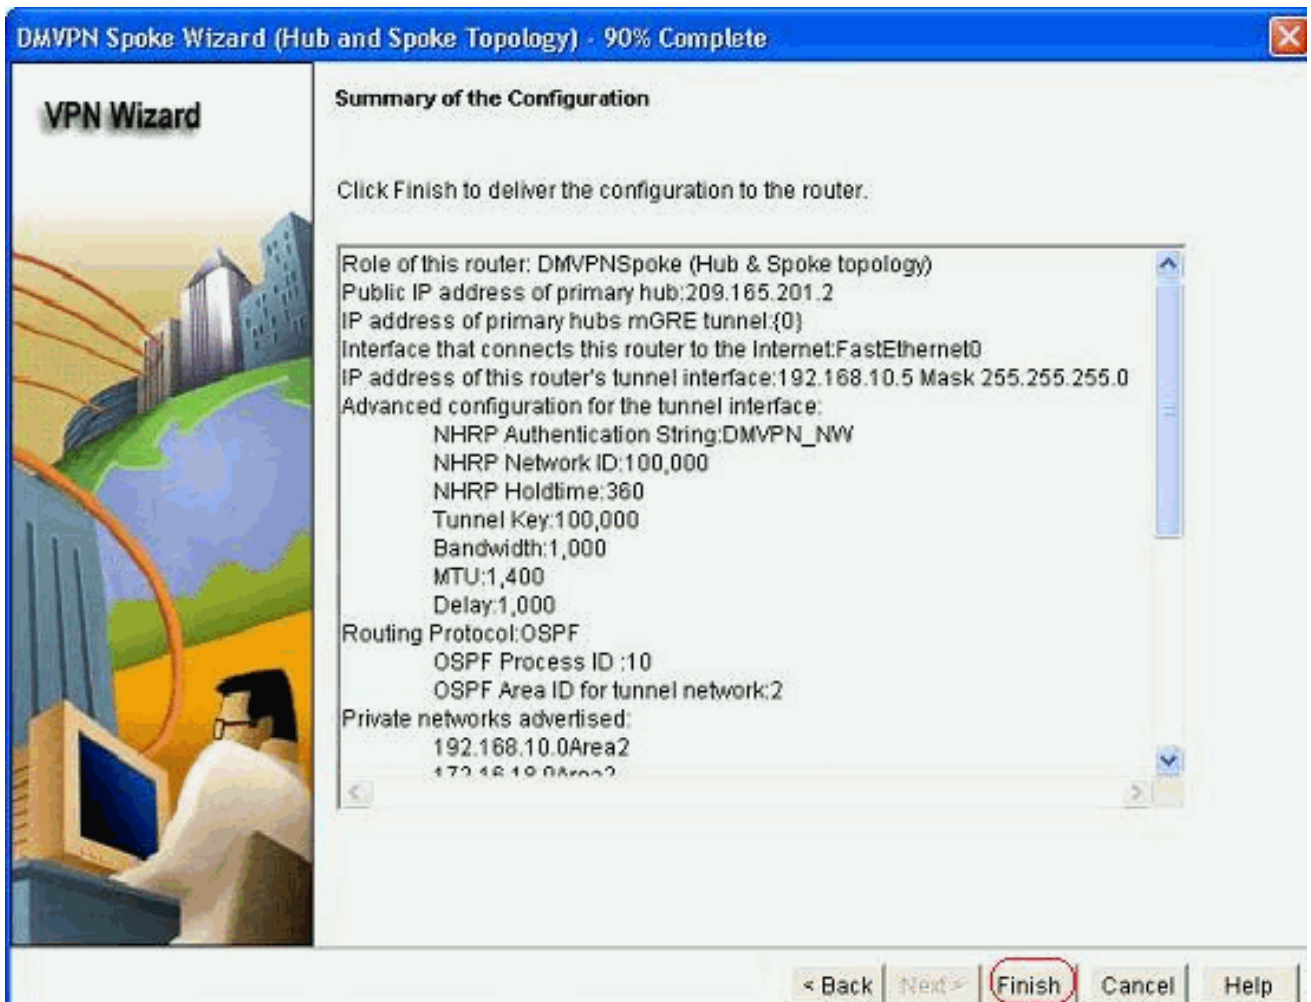 DMVPN Spoke Wizard (Hub and Spoke Topology) - 90% Complete
VPN Wizard
Summary of the Configuration
Click Finish to deliver the configuration to the router.
Role of this router: DMVPNSpoke (Hub & Spoke topology)
Public IP address of primary hub:209.165.201.2
IP address of primary hubs mGRE tunnel:{0}
Interface that connects this router to the Internet:FastEthernet0
IP address of this router's tunnel interface:192.168.10.5 Mask 255.255.255.0
Advanced configuration for the tunnel interface:
NHRP Authentication String:DMVPN_NW
NHRP Network ID:100,000
NHRP Holdtime:360
Tunnel Key:100,000
Bandwidth:1,000
MTU:1,400
Delay:1,000
Routing Protocol:OSPF
OSPF Process ID :10
OSPF Area ID for tunnel network:2
Private networks advertised:
192.168.10.0Area2
< Back Next > Finish Cancel Help